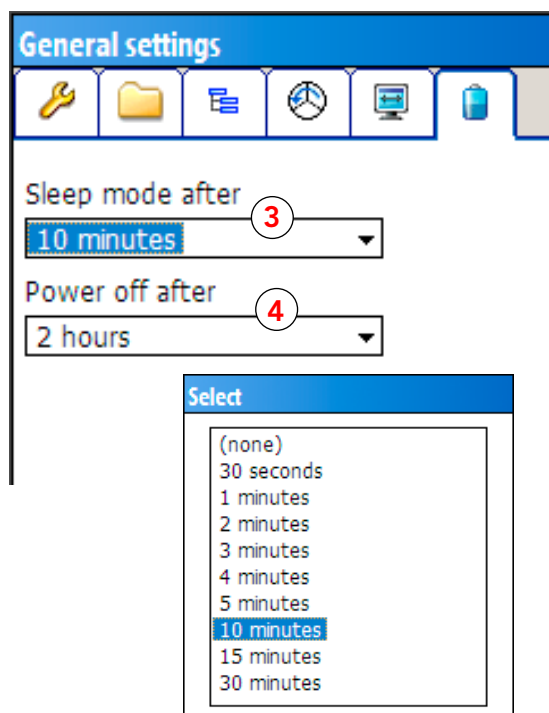 General settings
Sleep mode after
3
10 minutes
Power off after
4
2 hours
Select
(none)
30 seconds
1 minutes
2 minutes
3 minutes
4 minutes
5 minutes
10 minutes
15 minutes
30 minutes